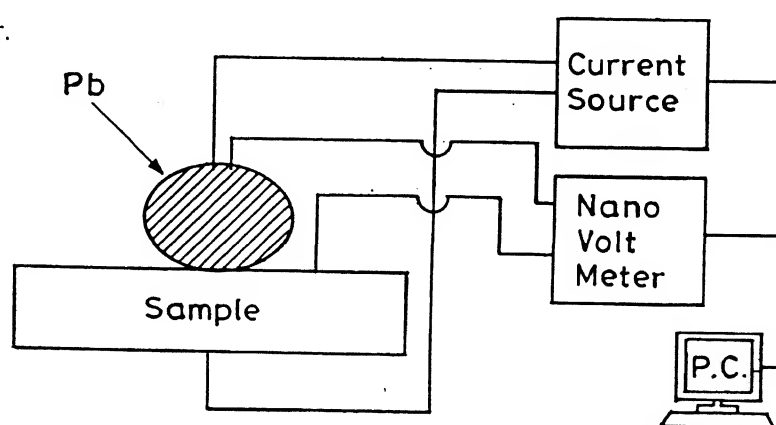 r.
Pb
Current
Source
Nano
Volt
Meter
Sample
P.C.